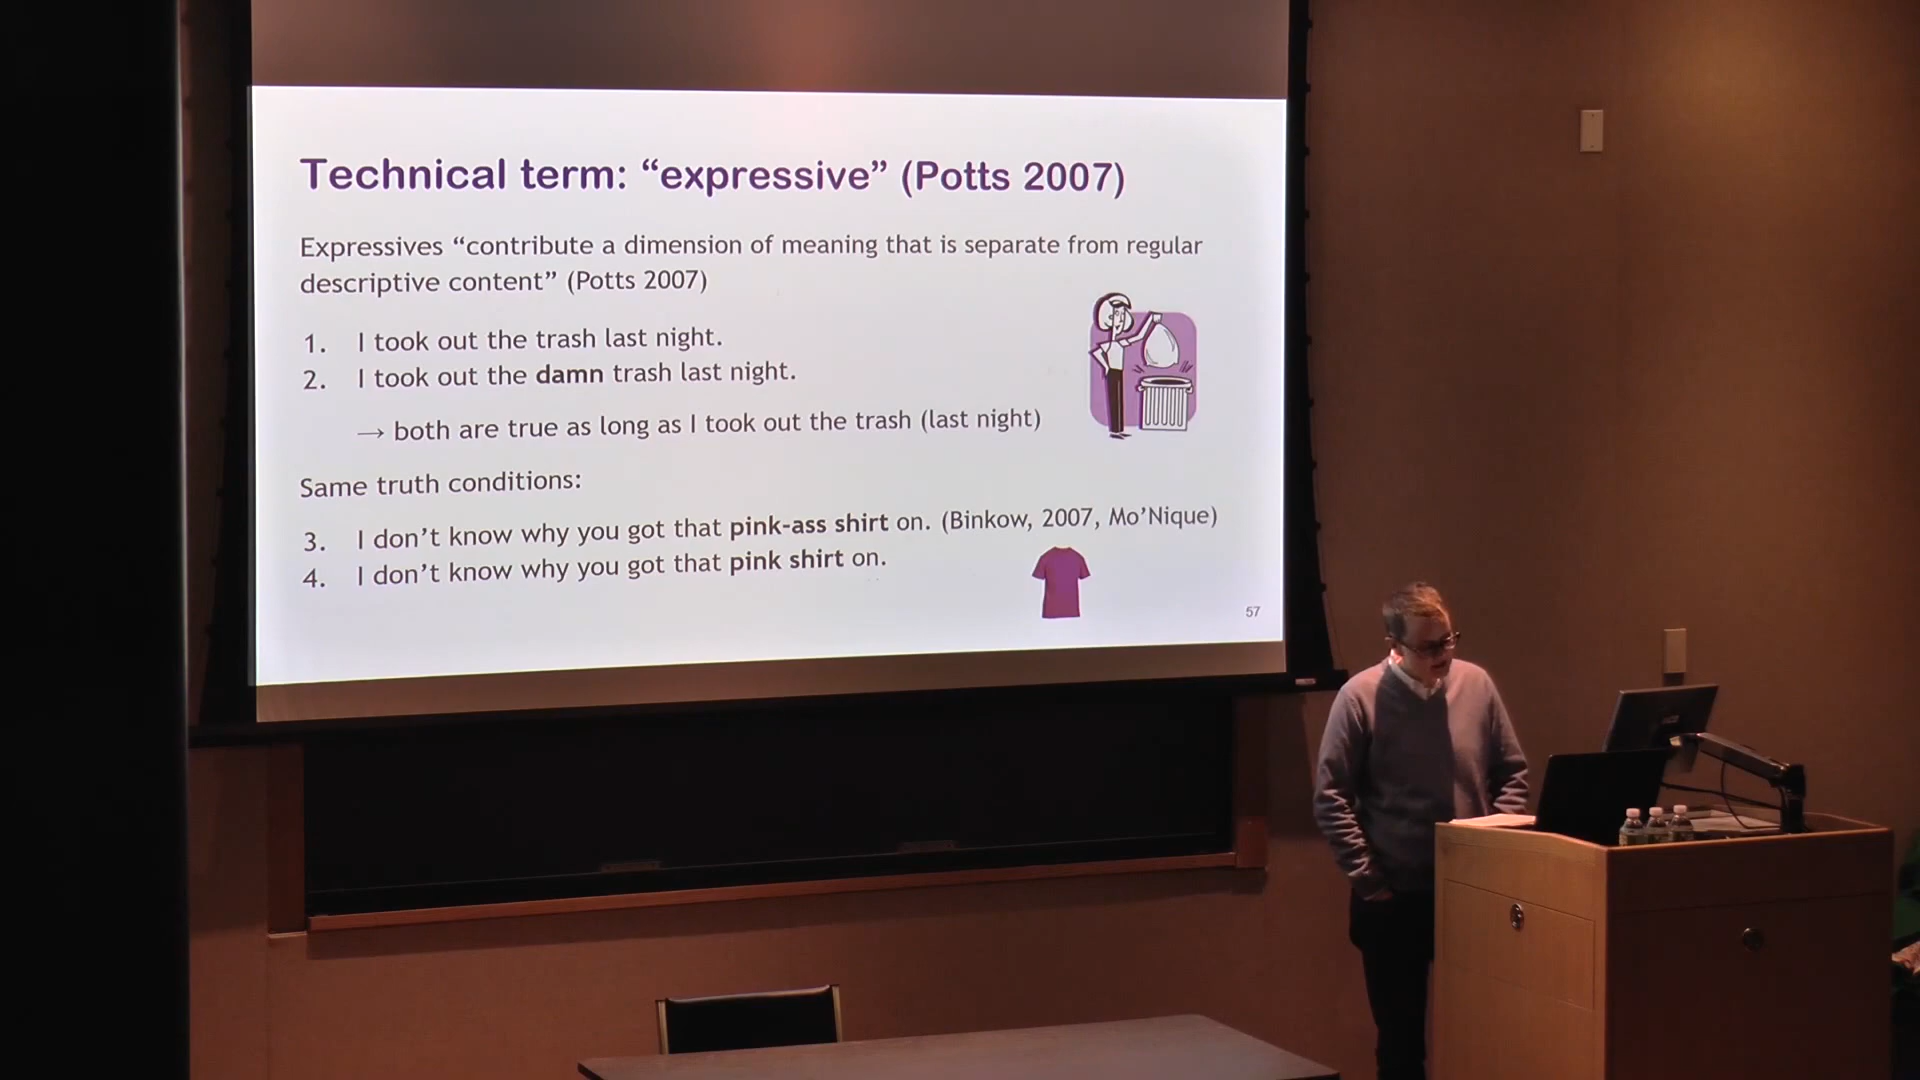 Technical term: “expressive” (Potts 2007)
Expressives “contribute a dimension of meaning that is separate from regular
descriptive content” (Potts 2007)
1. I took out the trash last night.
2. I took out the damn trash last night.
→ both are true as long as I took out the trash (last night)
Same truth conditions:
3. I don’t know why you got that pink-ass shirt on. (Binkow, 2007, Mo’Nique)
4. I don’t know why you got that pink shirt on.
57